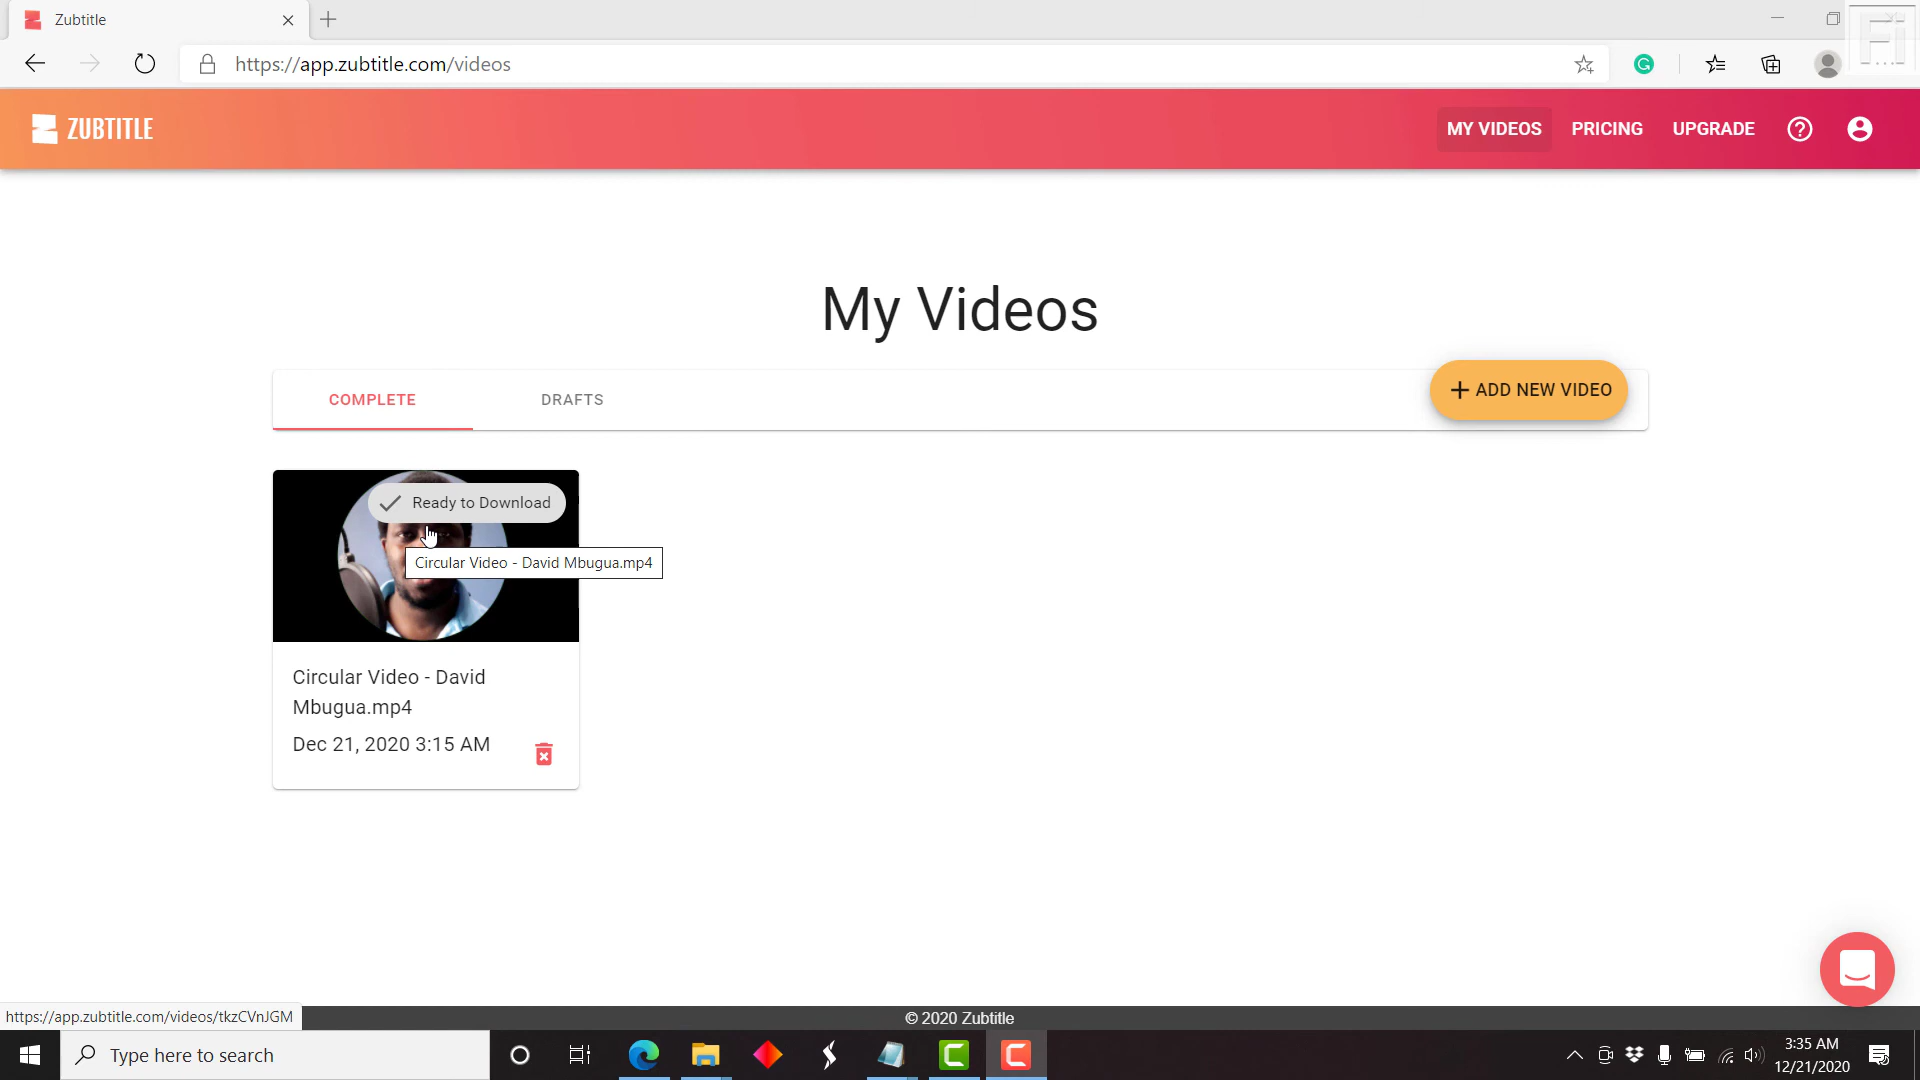 Zubtitle
https://app.zubtitle.com/videos
ZUBTITLE
MY VIDEOS
PRICING
UPGRADE
My Videos
COMPLETE
DRAFTS
+ ADD NEW VIDEO
Ready to Download
Circular Video - David Mbugua.mp4
Circular Video - David
Mbugua.mp4
Dec 21, 2020 3:15 AM
https://app.zubtitle.com/videos/tkzCVnJGM
© 2020 Zubtitle
Type here to search
3:35 AM
12/21/2020